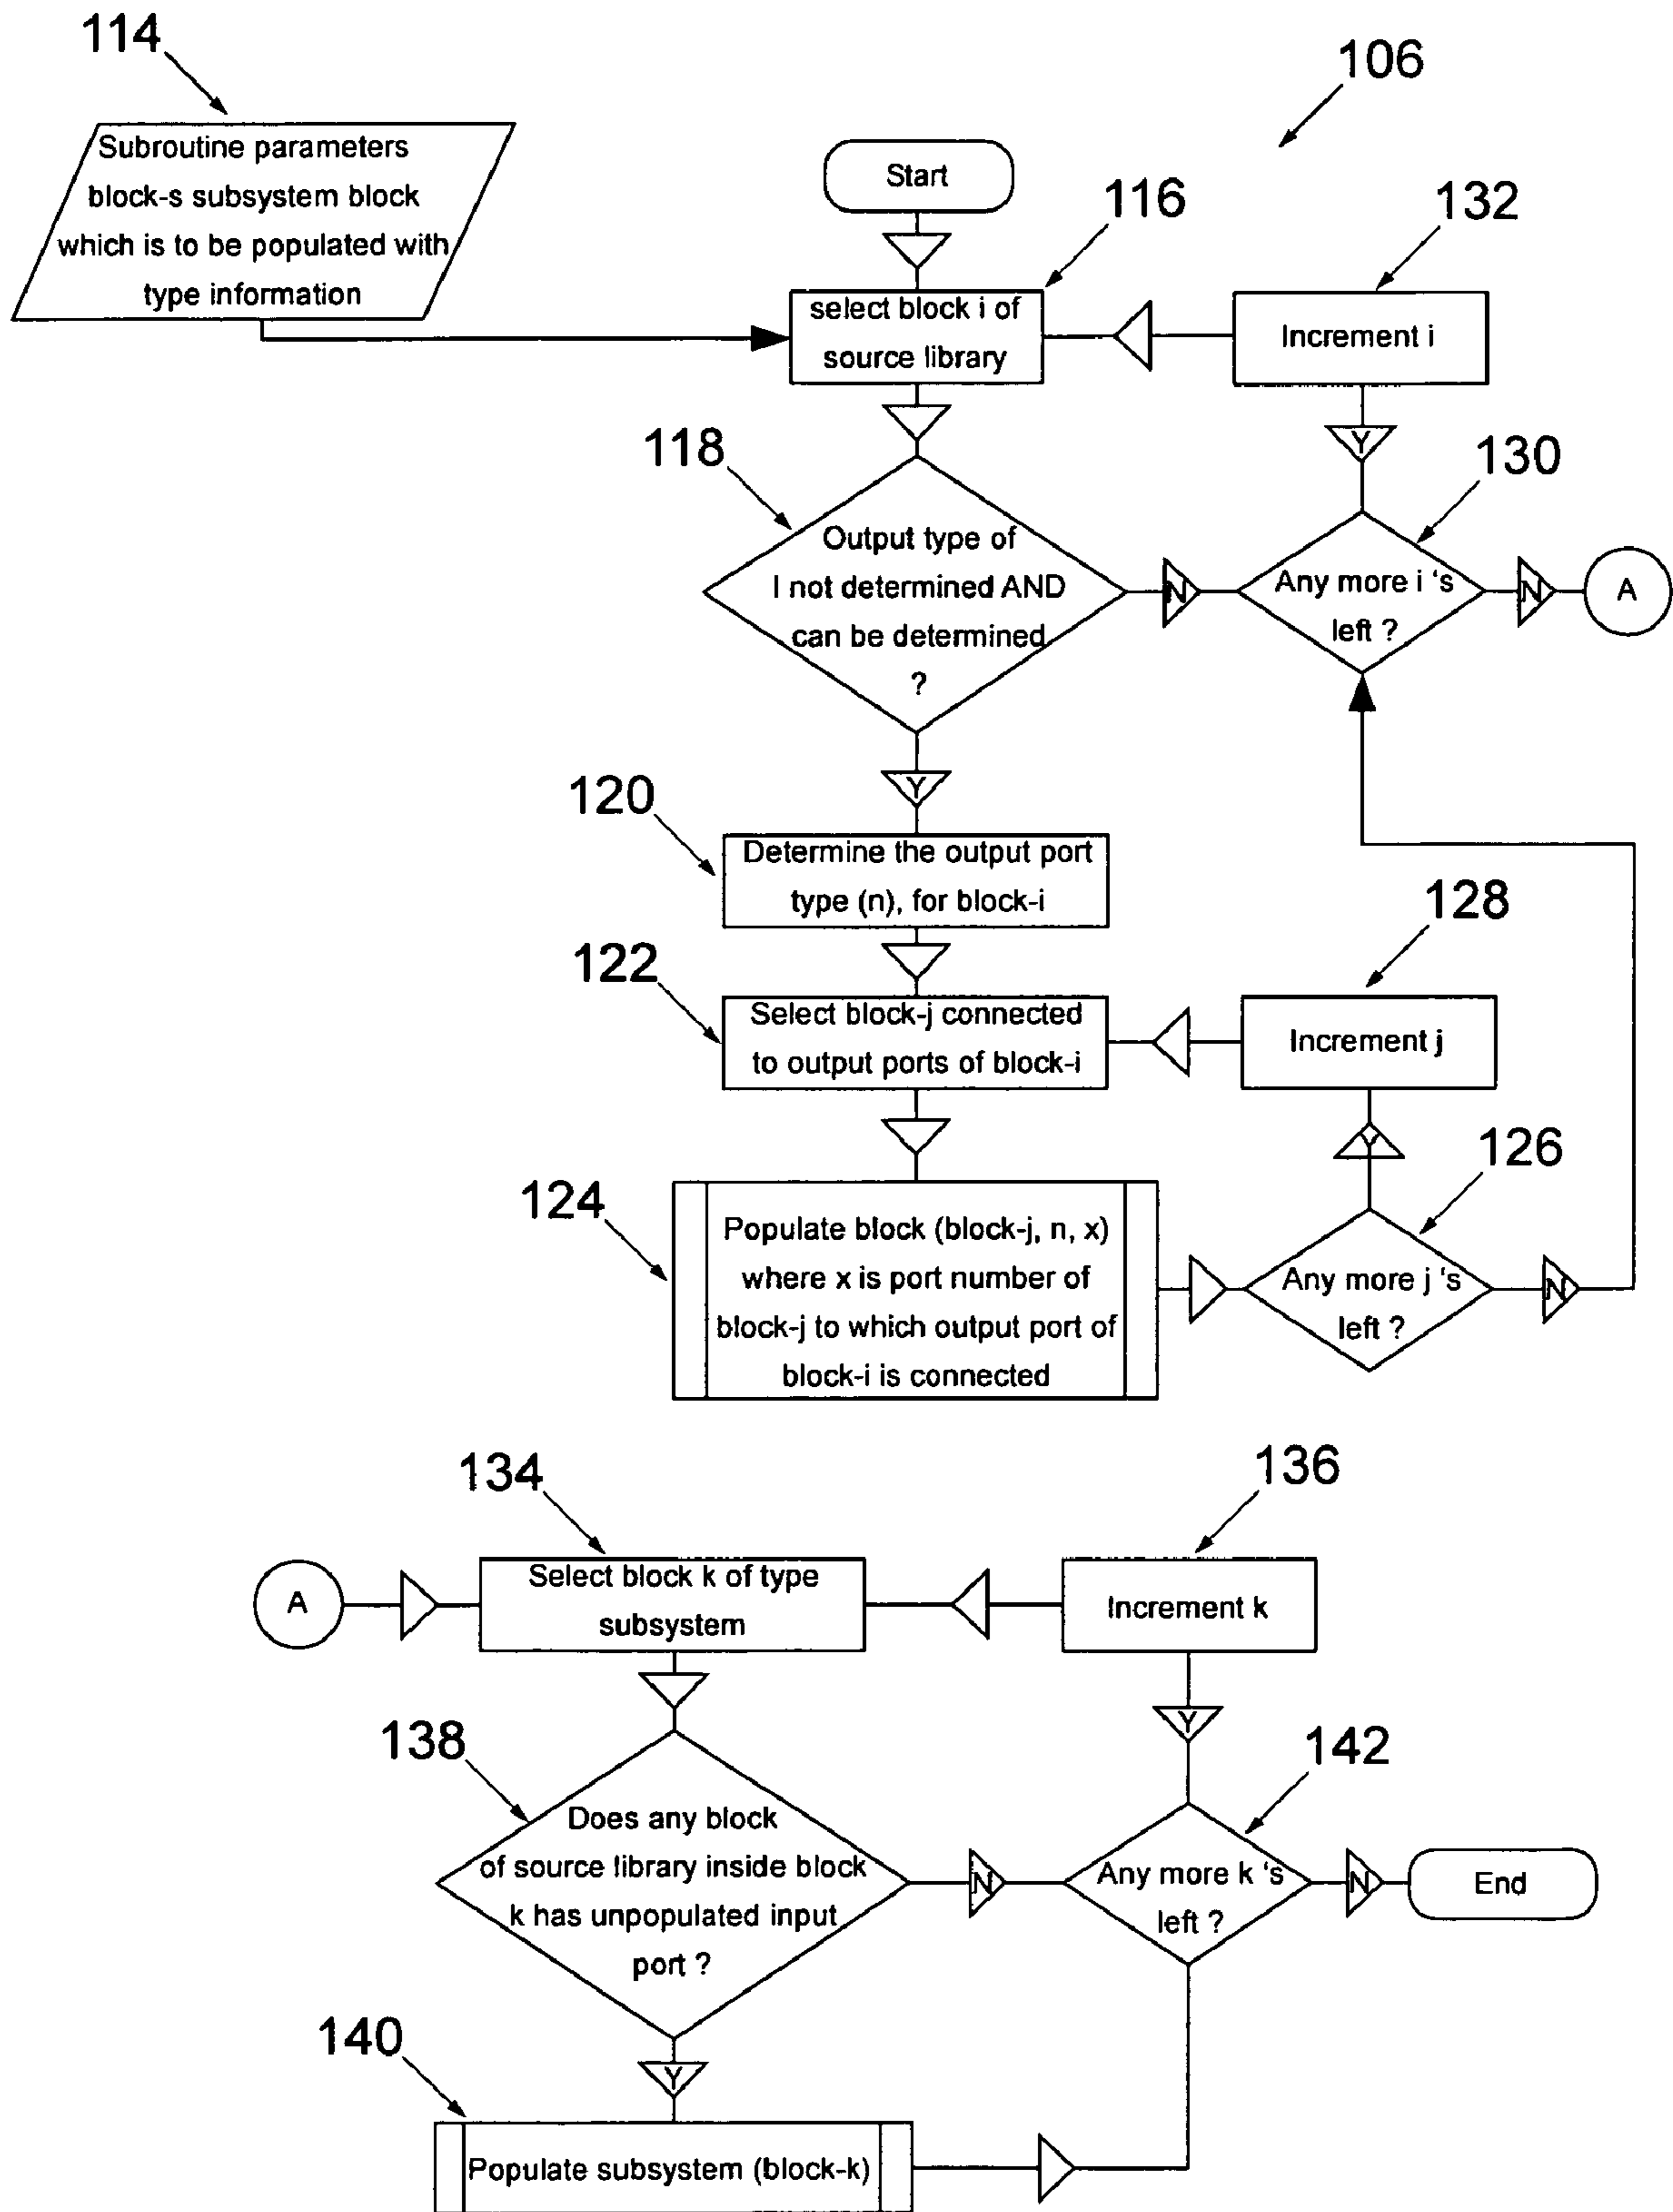 114
106
Subroutine parameters
block-s subsystem block
which is to be populated with
type information
Start
116
132
select block i of
source library
Increment i
Y
118
130
Output type of
I not determined AND
can be determined
?
N
Any more i 's
left ?
N
A
Y
120
Determine the output port
type (n), for block-i
128
122
Select block-j connected
to output ports of block-i
Increment j
Y
126
124
Populate block (block-j, n, x)
where x is port number of
block-j to which output port of
block-i is connected
Any more j 's
left ?
N
134
136
A
Select block k of type
subsystem
Increment k
Y
138
142
Does any block
of source library inside block
k has unpopulated input
port ?
N
Any more k 's
left ?
N
End
140
Y
Populate subsystem (block-k)